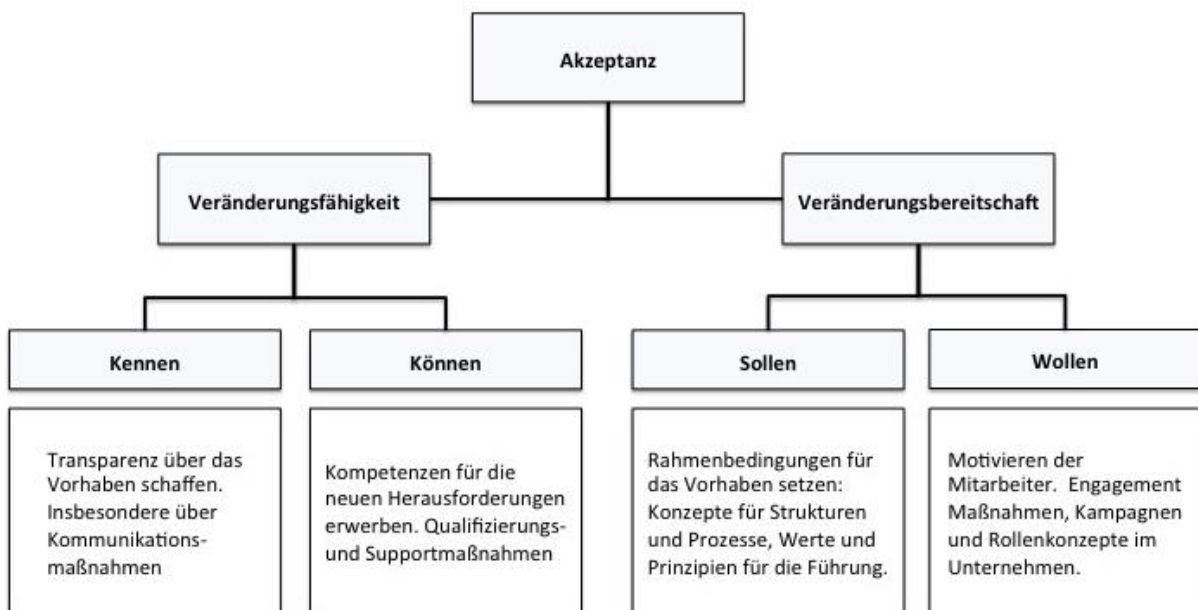 Akzeptanz
Veränderungsfähigkeit
Veränderungsbereitschaft
Kennen
Können
Sollen
Wollen
Transparenz über das
Vorhaben schaffen.
Insbesondere über
Kommunikations-
maßnahmen
Kompetenzen für die
neuen Herausforderungen
erwerben. Qualifizierungs-
und Supportmaßnahmen
Rahmenbedingungen für
das Vorhaben setzen:
Konzepte für Strukturen
und Prozesse, Werte und
Prinzipien für die Führung.
Motivieren der
Mitarbeiter. Engagement
Maßnahmen, Kampagnen
und Rollenkonzepte im
Unternehmen.